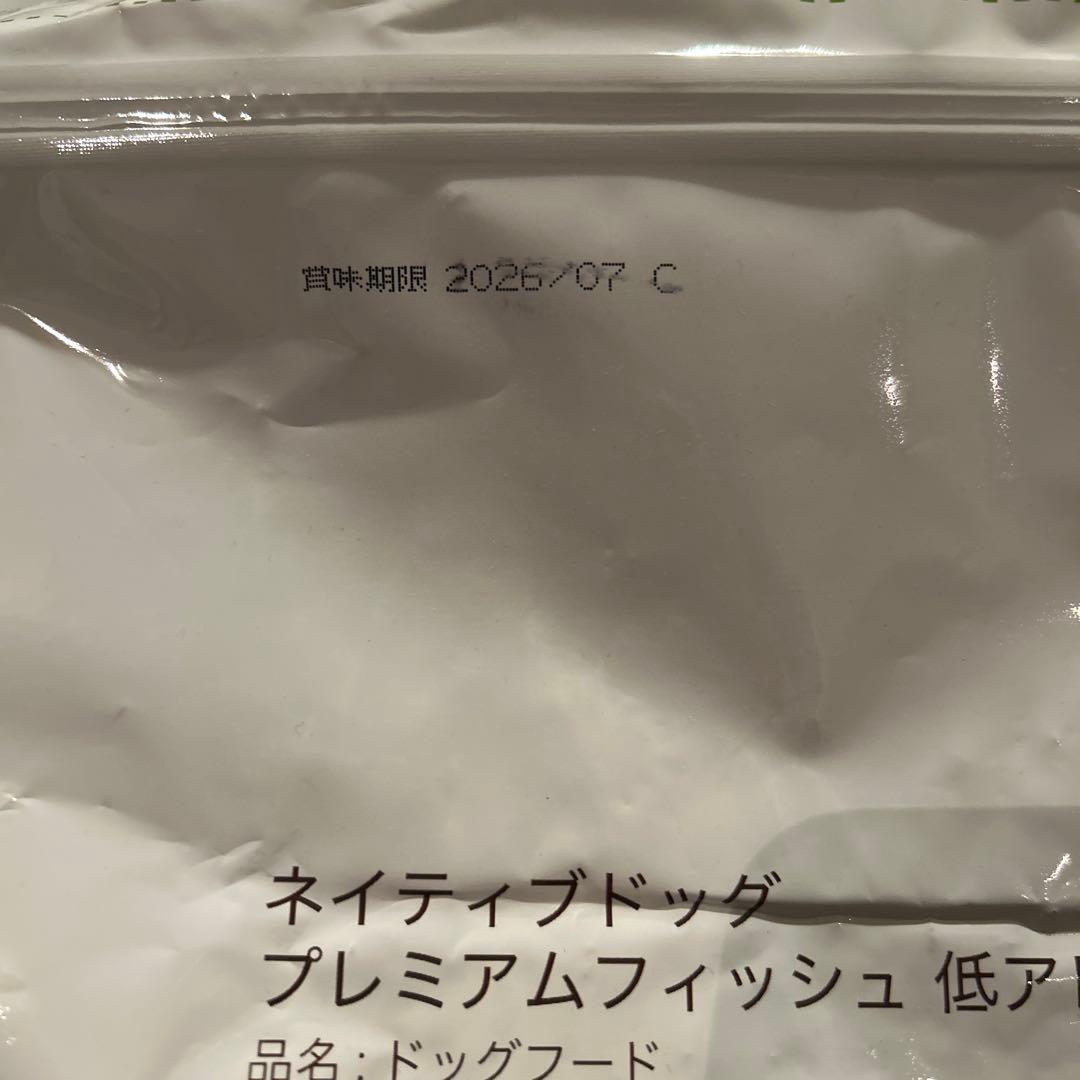 賞味期限 2026/07 C
ネイティブドッグ
プレミアムフィッシュ 低ア
品名 : ドッグフード